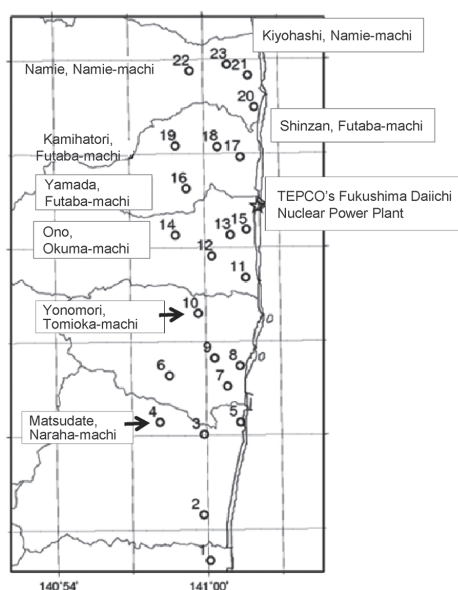 Kiyohashi, Namie-machi
23
22
21
Namie, Namie-machi
20
Shinzan, Futaba-machi
Kamihatori,
Futaba-machi
19
18
17
Yamada,
Futaba-machi
16
TEPCO's Fukushima Daiichi
Nuclear Power Plant
Ono,
Okuma-machi
14
13
15
12
11
Yonomori,
Tomioka-machi
10
9
8
6
7
Matsudate,
Naraha-machi
4
3
5
2
1
140°54'
141°00'